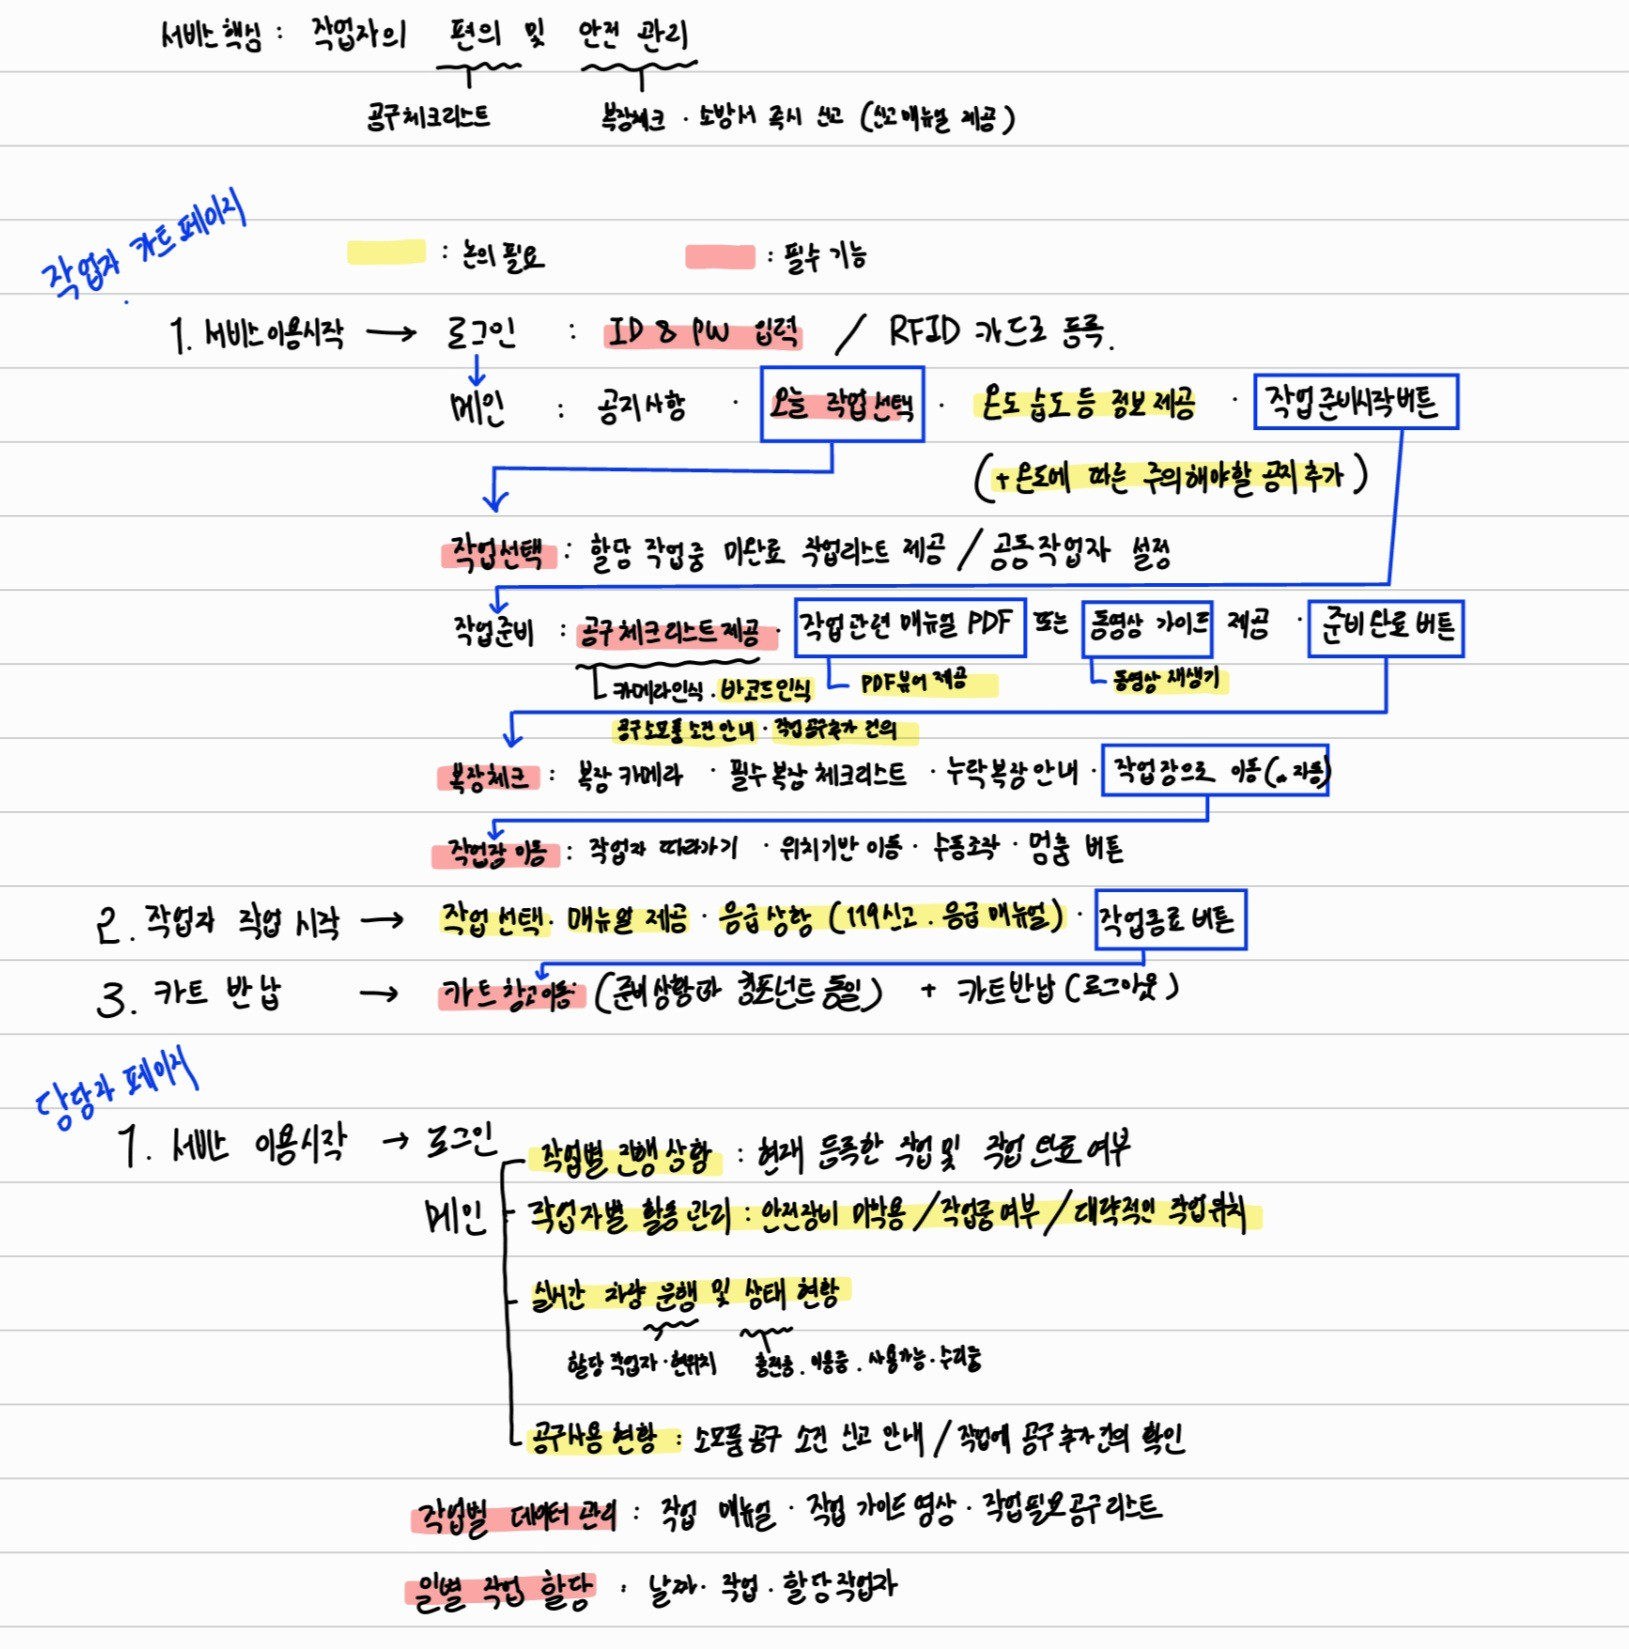 서비스 핵심 : 작업자의 편의 및 안전 관리
공구 체크리스트
복장체크 · 소방서 즉시 신고 (신고 매뉴얼 제공)
작업자 카트 페이지
: 논의 필요
: 필수 기능
1. 서비스 이용시작 → 로그인 : ID & PW 입력 / RFID 카드로 등록.
메인 : 공지사항 · 오늘 작업 선택 · 온도 습도 등 정보 제공 · 작업 준비시작 버튼
(+ 온도에 따른 주의해야할 공지 추가)
작업선택 : 할당 작업중 미완료 작업리스트 제공 / 공동작업자 설정
작업준비 : 공구 체크리스트 제공 · 작업 관련 매뉴얼 PDF 또는 동영상 가이드 제공 · 준비 완료 버튼
카메라인식 · 바코드 인식
PDF 뷰어 제공
동영상 재생기
공구 소모품 소진 안내 · 작업 공구 추가 건의
복장체크 : 복장 카메라 · 필수 복장 체크리스트 · 누락 복장 안내 · 작업장으로 이동 ( 자동)
작업장 이동 : 작업자 따라가기 · 위치기반 이동 · 수동조작 · 멈춤 버튼
2. 작업자 작업 시작 → 작업 선택 · 매뉴얼 제공 · 응급상황 (119신고 · 응급 매뉴얼) · 작업종료 버튼
3. 카트 반납 → 카트 창고이동 (준비상황과 컴포넌트 동일) + 카트반납 (로그아웃)
담당자 페이지
1. 서비스 이용시작 → 로그인
메인
작업별 진행 상황 : 현재 등록한 작업 및 작업 완료 여부
작업자별 활동 관리 : 안전장비 미착용 / 작업중 여부 / 대략적인 작업위치
실시간 차량 운행 및 상태 현황
할당 작업자 · 현위치
충전중 · 이용중 · 사용가능 · 수리중
공구사용 현황 : 소모품 공구 소진 신고 안내 / 작업에 공구 추가 건의 확인
작업별 데이터 관리 : 작업 매뉴얼 · 작업 가이드 영상 · 작업필요공구 리스트
일별 작업 할당 : 날짜 · 작업 · 할당작업자